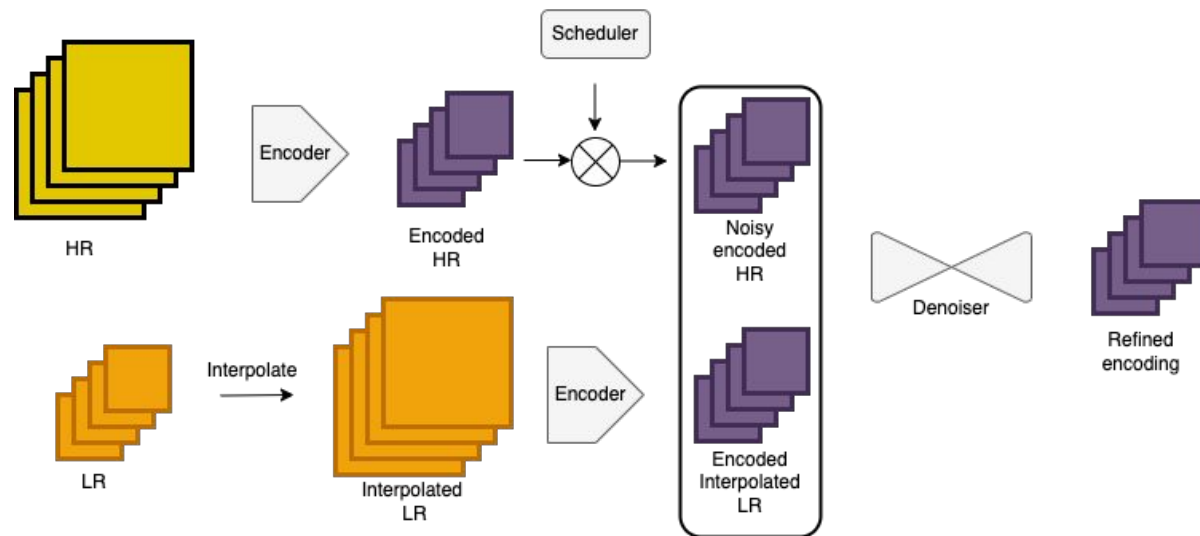 Scheduler
Encoder
HR
Encoded
HR
Noisy
encoded
HR
Denoiser
Refined
encoding
Interpolate
Encoder
LR
Interpolated
LR
Encoded
Interpolated
LR